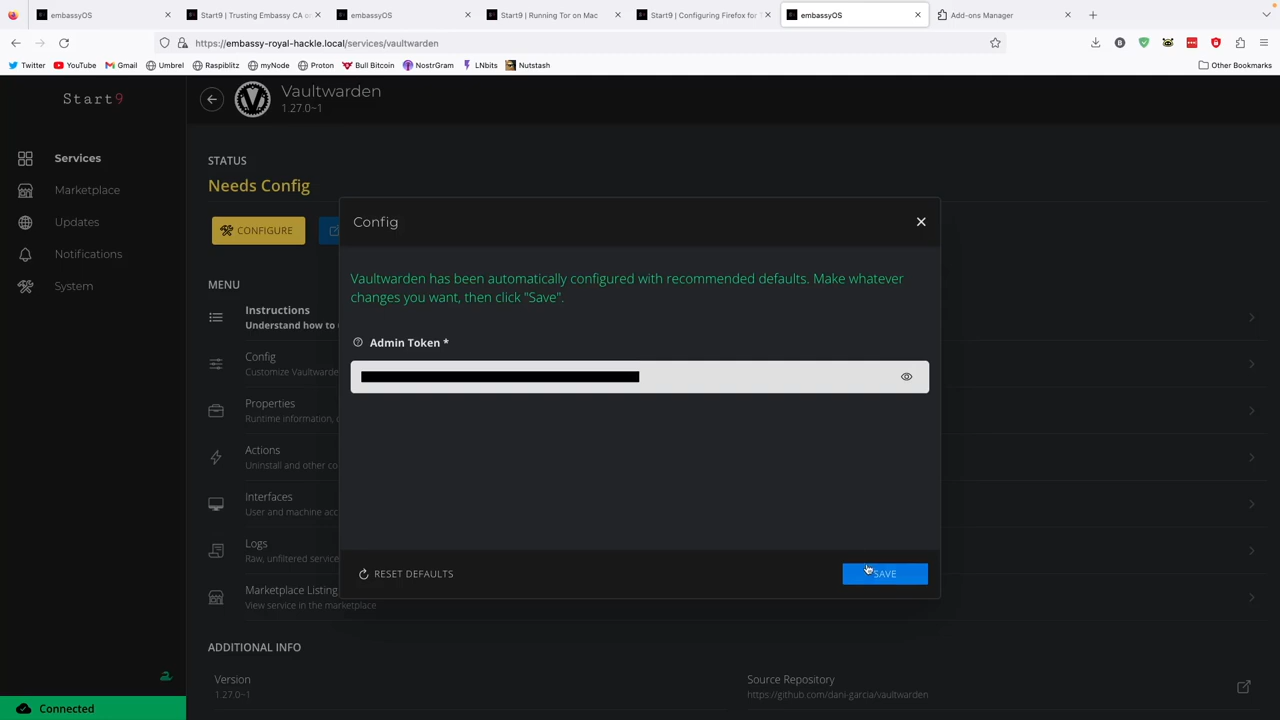 embassyOS
Start9 | Trusting Embassy CA on
embassyOS
Start9 | Running Tor on Mac
Start9 | Configuring Firefox for T
embassyOS
Add-ons Manager
https://embassy-royal-hackle.local/services/vaultwarden
Twitter
YouTube
Gmail
Umbrel
Raspiblitz
myNode
Proton
Bull Bitcoin
NostrGram
LNbits
Nutstash
Other Bookmarks
Start9
Services
Marketplace
Updates
Notifications
System
Connected
Vaultwarden
1.27.0~1
STATUS
Needs Config
CONFIGURE
MENU
Instructions
Understand how to
Config
Customize Vaultwarde
Properties
Runtime information,
Actions
Uninstall and other co
Interfaces
User and machine acc
Logs
Raw, unfiltered service
Marketplace Listing
View service in the marketplace
ADDITIONAL INFO
Version
1.27.0~1
Source Repository
https://github.com/dani-garcia/vaultwarden
Config
Vaultwarden has been automatically configured with recommended defaults. Make whatever
changes you want, then click "Save".
Admin Token *
RESET DEFAULTS
SAVE